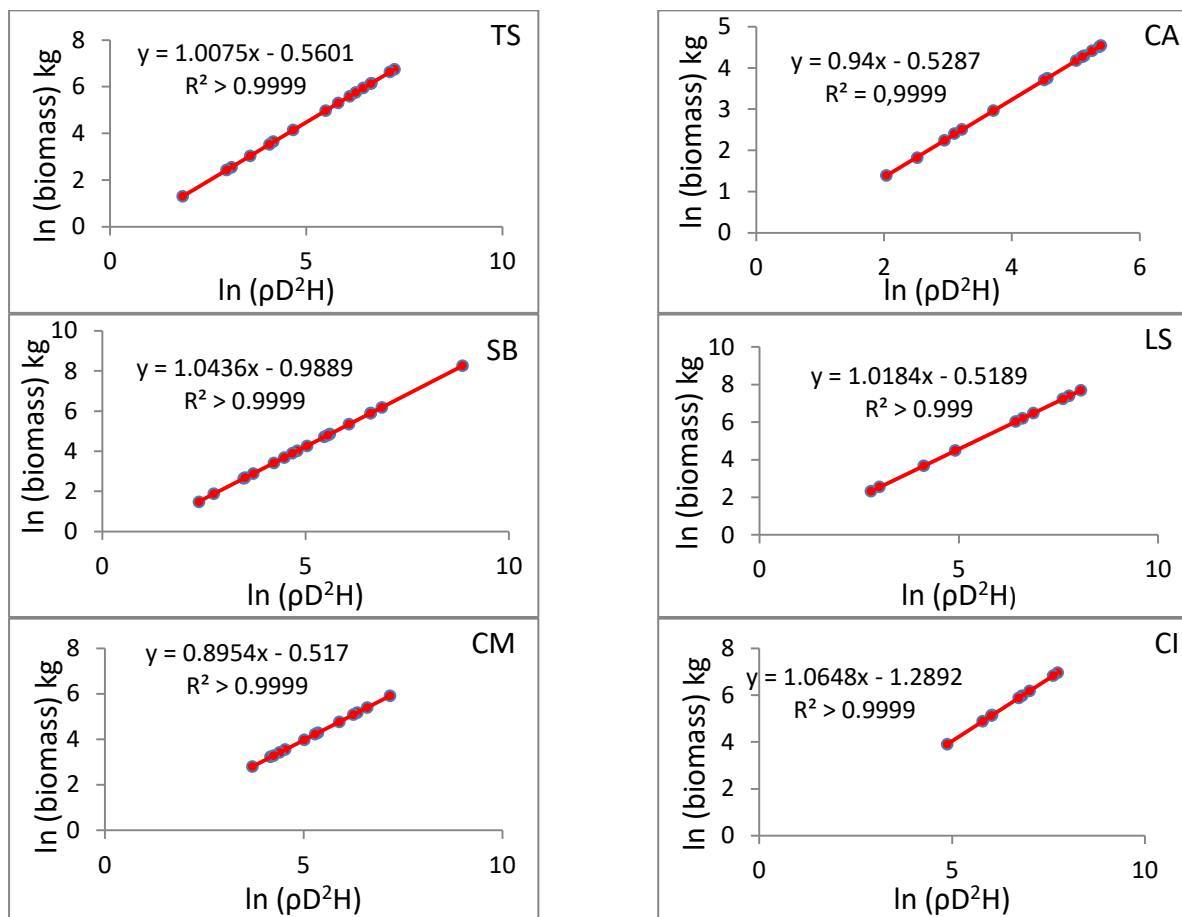 TS
y = 1.0075x - 0.5601
R² > 0.9999
ln (biomass) kg
8
6
4
2
0
0 5 10
ln (ρD²H)
CA
y = 0.94x - 0.5287
R² = 0,9999
ln (biomass) kg
5
4
3
2
1
0
0 2 4 6
ln (ρD²H)
SB
y = 1.0436x - 0.9889
R² > 0.9999
ln (biomass) kg
10
8
6
4
2
0
0 5 10
ln (ρD²H)
LS
y = 1.0184x - 0.5189
R² > 0.999
ln (biomass) kg
10
8
6
4
2
0
0 5 10
ln (ρD²H)
CM
y = 0.8954x - 0.517
R² > 0.9999
ln (biomass) kg
8
6
4
2
0
0 5 10
ln (ρD²H)
CI
y = 1.0648x - 1.2892
R² > 0.9999
ln (biomass) kg
8
6
4
2
0
0 5 10
ln (ρD²H)